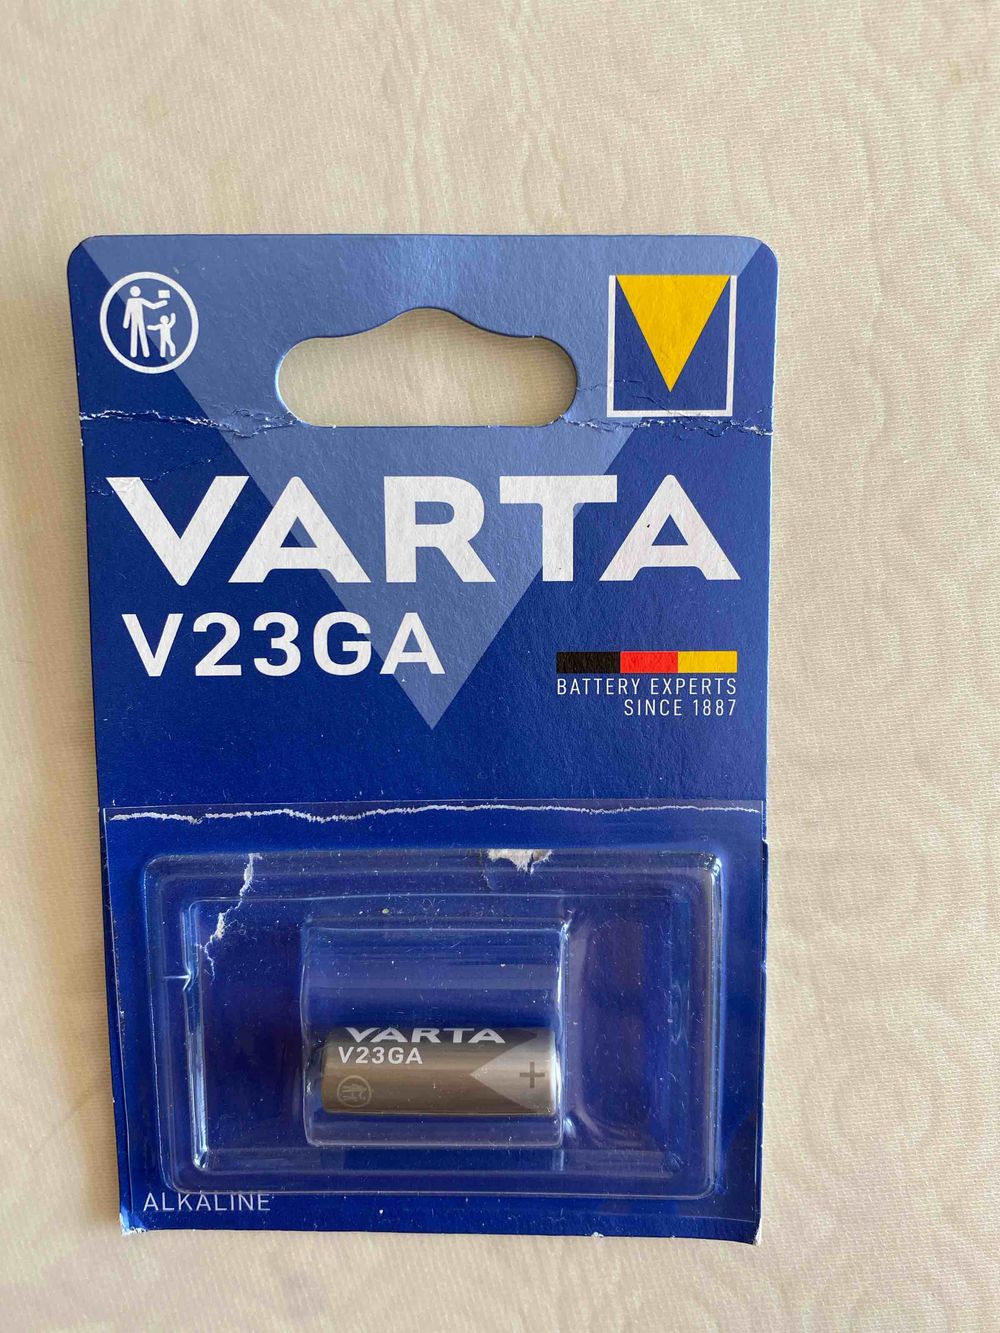 VARTA
V23GA
BATTERY EXPERTS
SINCE 1887
VARTA
V23GA
+
ALKALINE